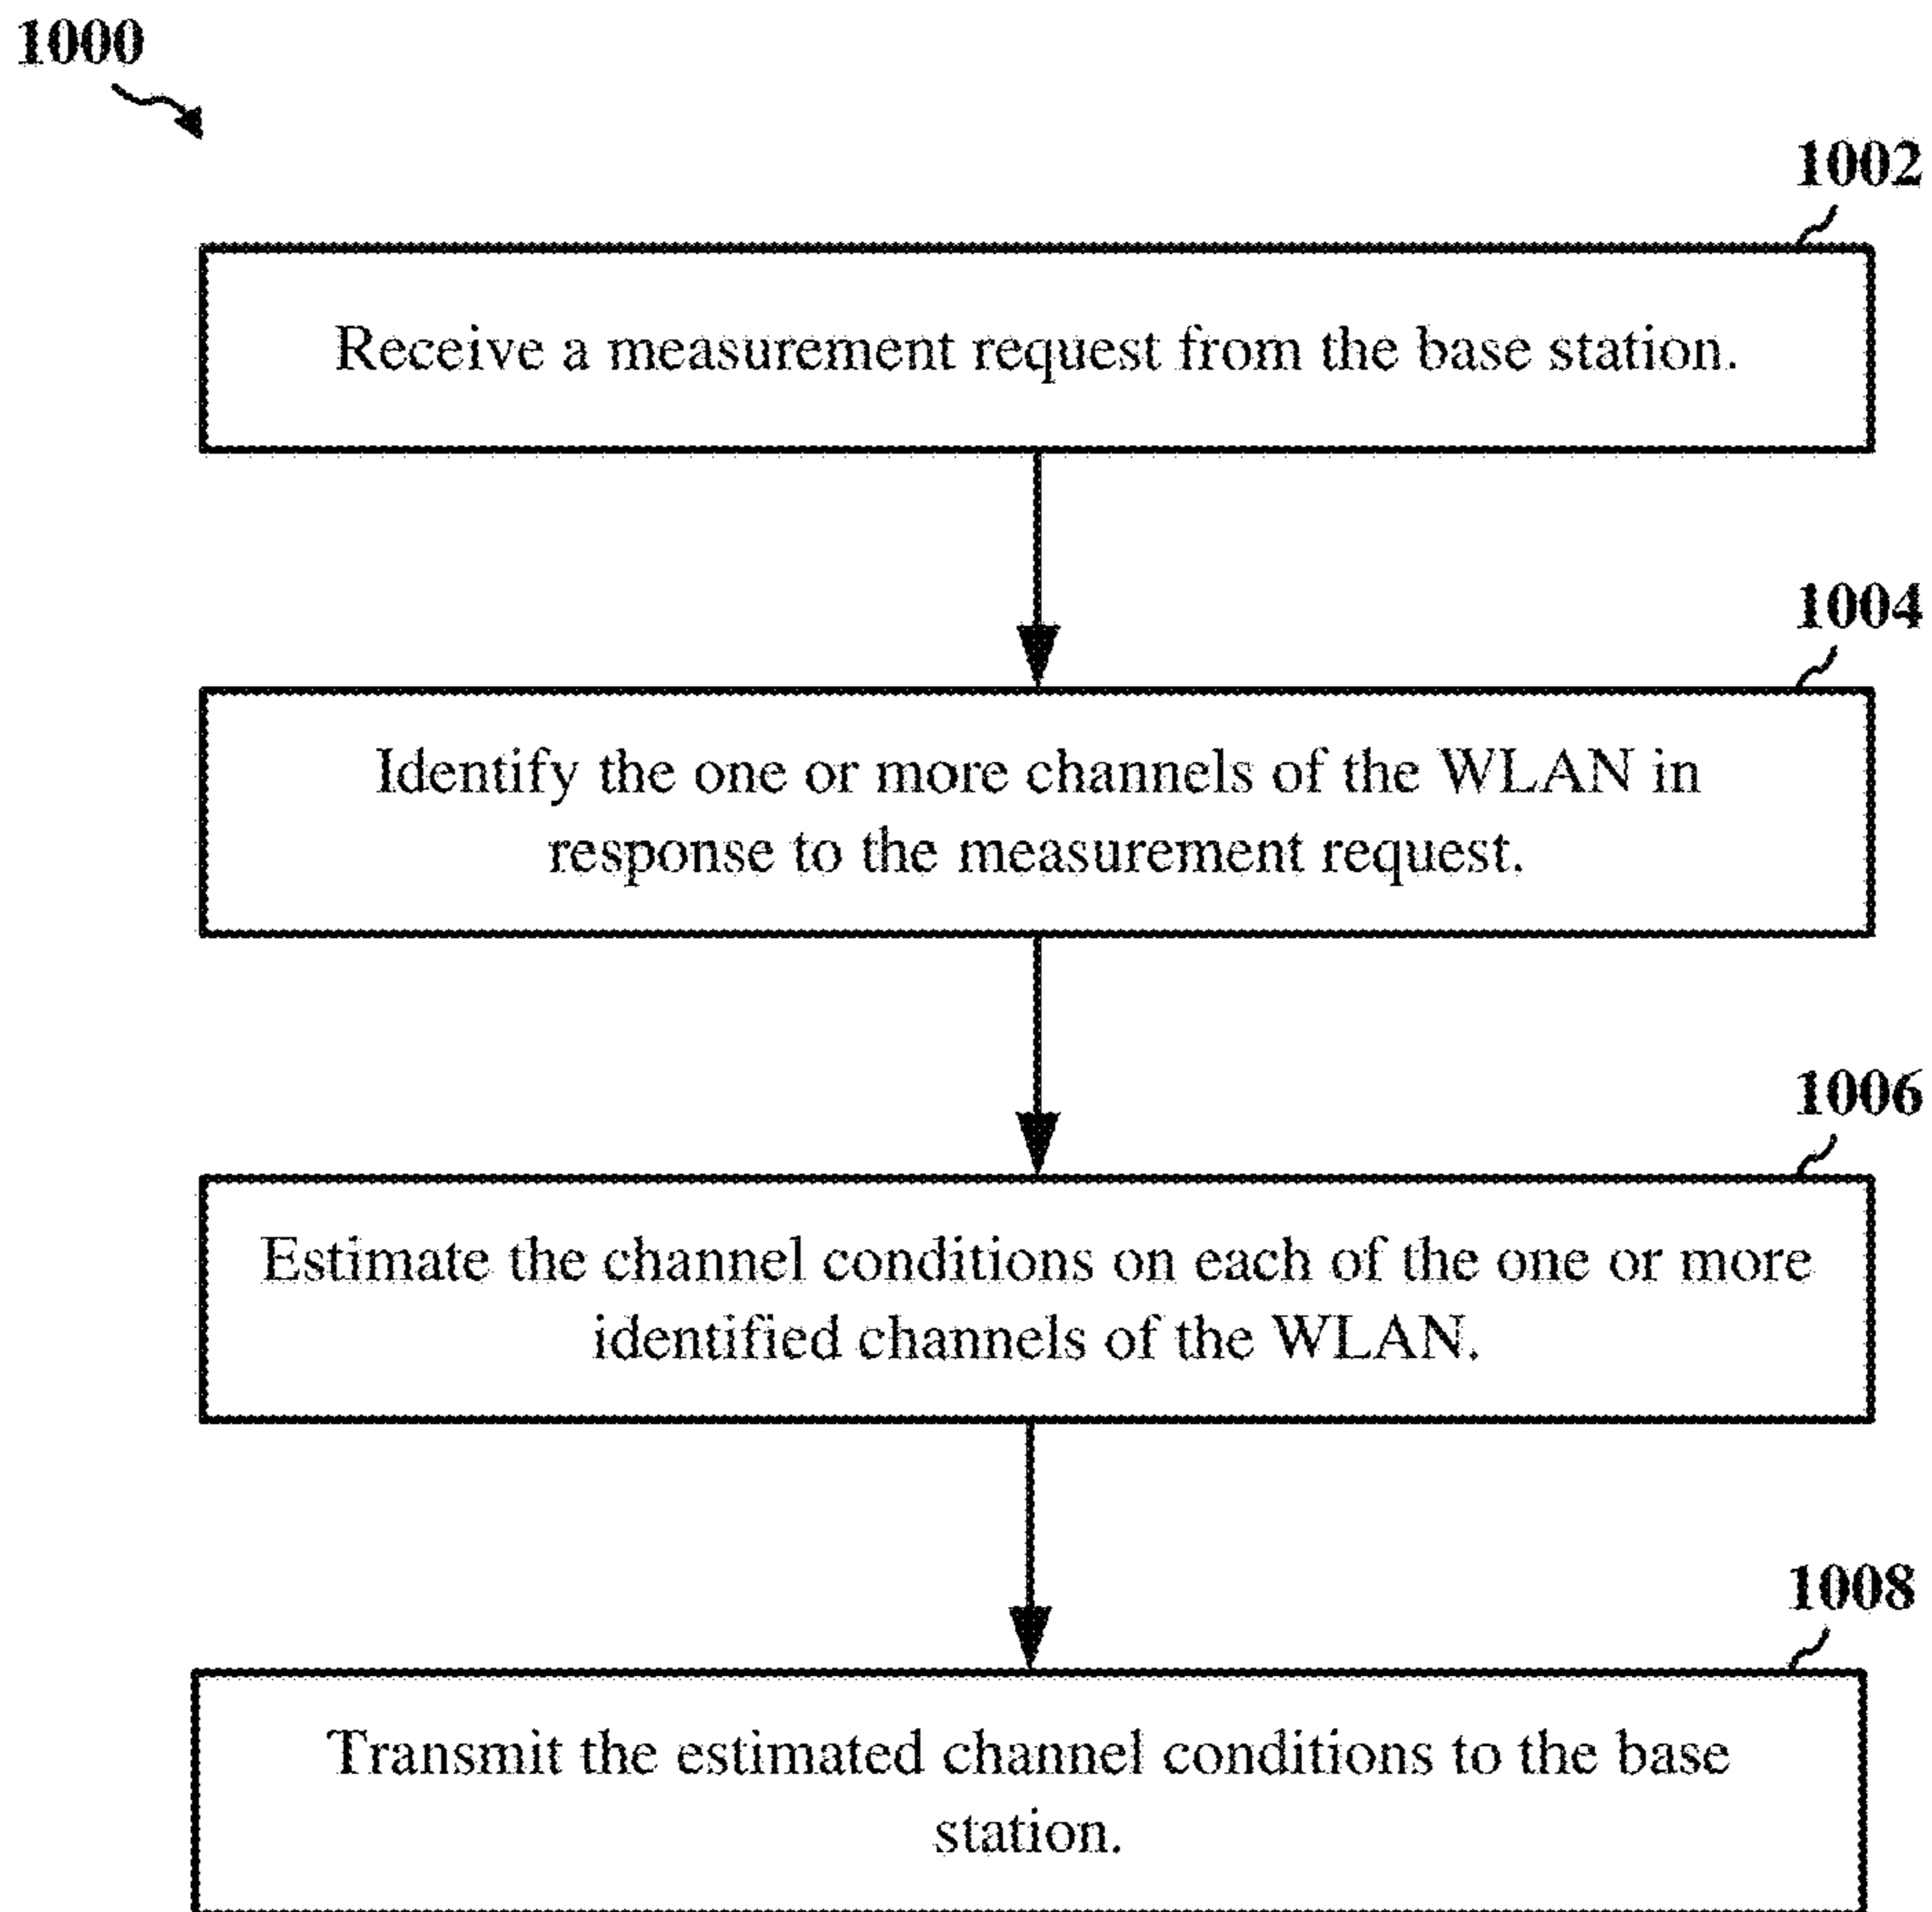 1000
1002
Receive a measurement request from the base station.
1004
Identify the one or more channels of the WLAN in
response to the measurement request.
1006
Estimate the channel conditions on each of the one or more
identified channels of the WLAN.
1008
Transmit the estimated channel conditions to the base
station.